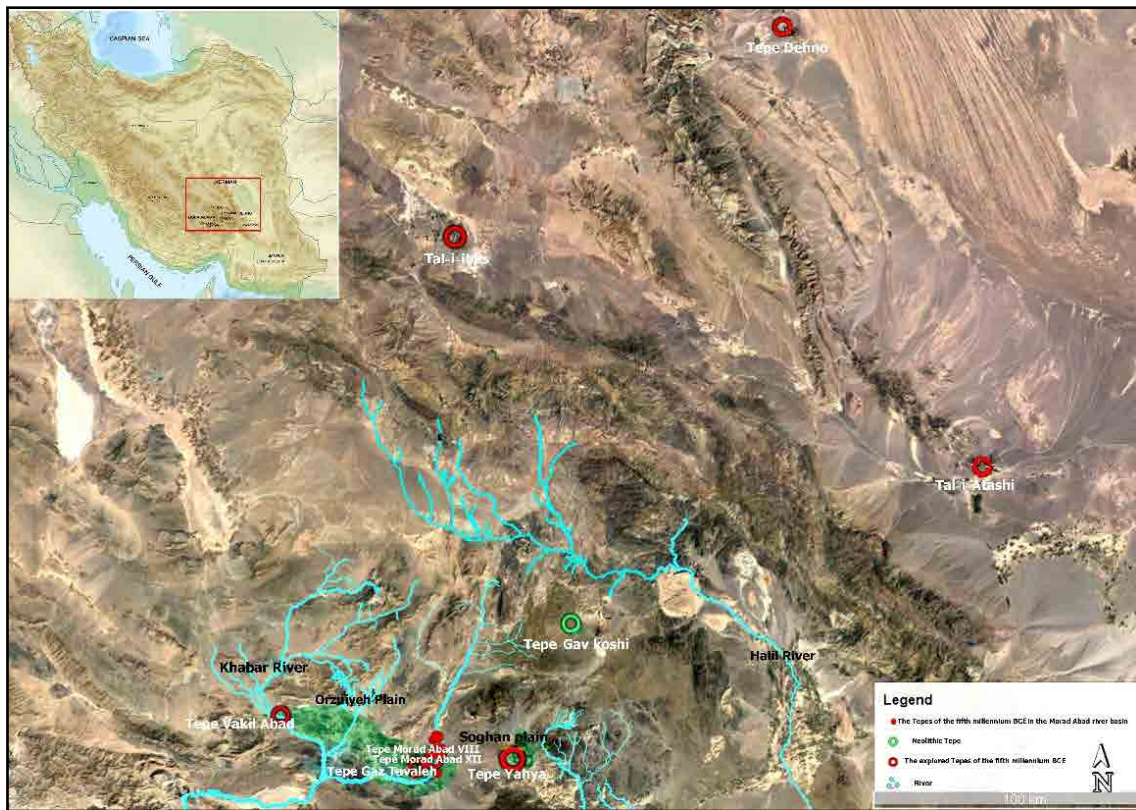 CASPIAN SEA
KERMAN
PERSIAN GULF
Tepe Dehno
Tal-i-iblis
Tal-i-Atashi
Tepe Gav koshi
Halil River
Khabar River
Orzuiyeh Plain
Tepe Vakil Abad
Soghan plain
Tepe Morad Abad VIII
Tepe Morad Abad XII
Tepe Gaz Tavaleh
Tepe Yahya
Legend
The Tepes of the fifth millennium BCE in the Morad Abad river basin
Neolithic Tepe
The explored Tepes of the fifth millennium BCE
River
N
100 km